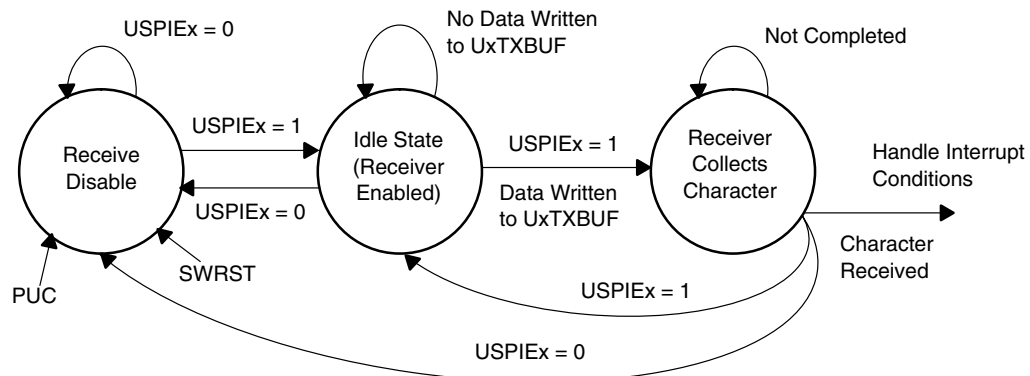 USPIEx = 0
No Data Written
to UxTXBUF
Not Completed
USPIEx = 1
Receive
Disable
USPIEx = 0
Idle State
(Receiver
Enabled)
USPIEx = 1
Data Written
to UxTXBUF
Receiver
Collects
Character
Handle Interrupt
Conditions
Character
Received
PUC
SWRST
USPIEx = 1
USPIEx = 0